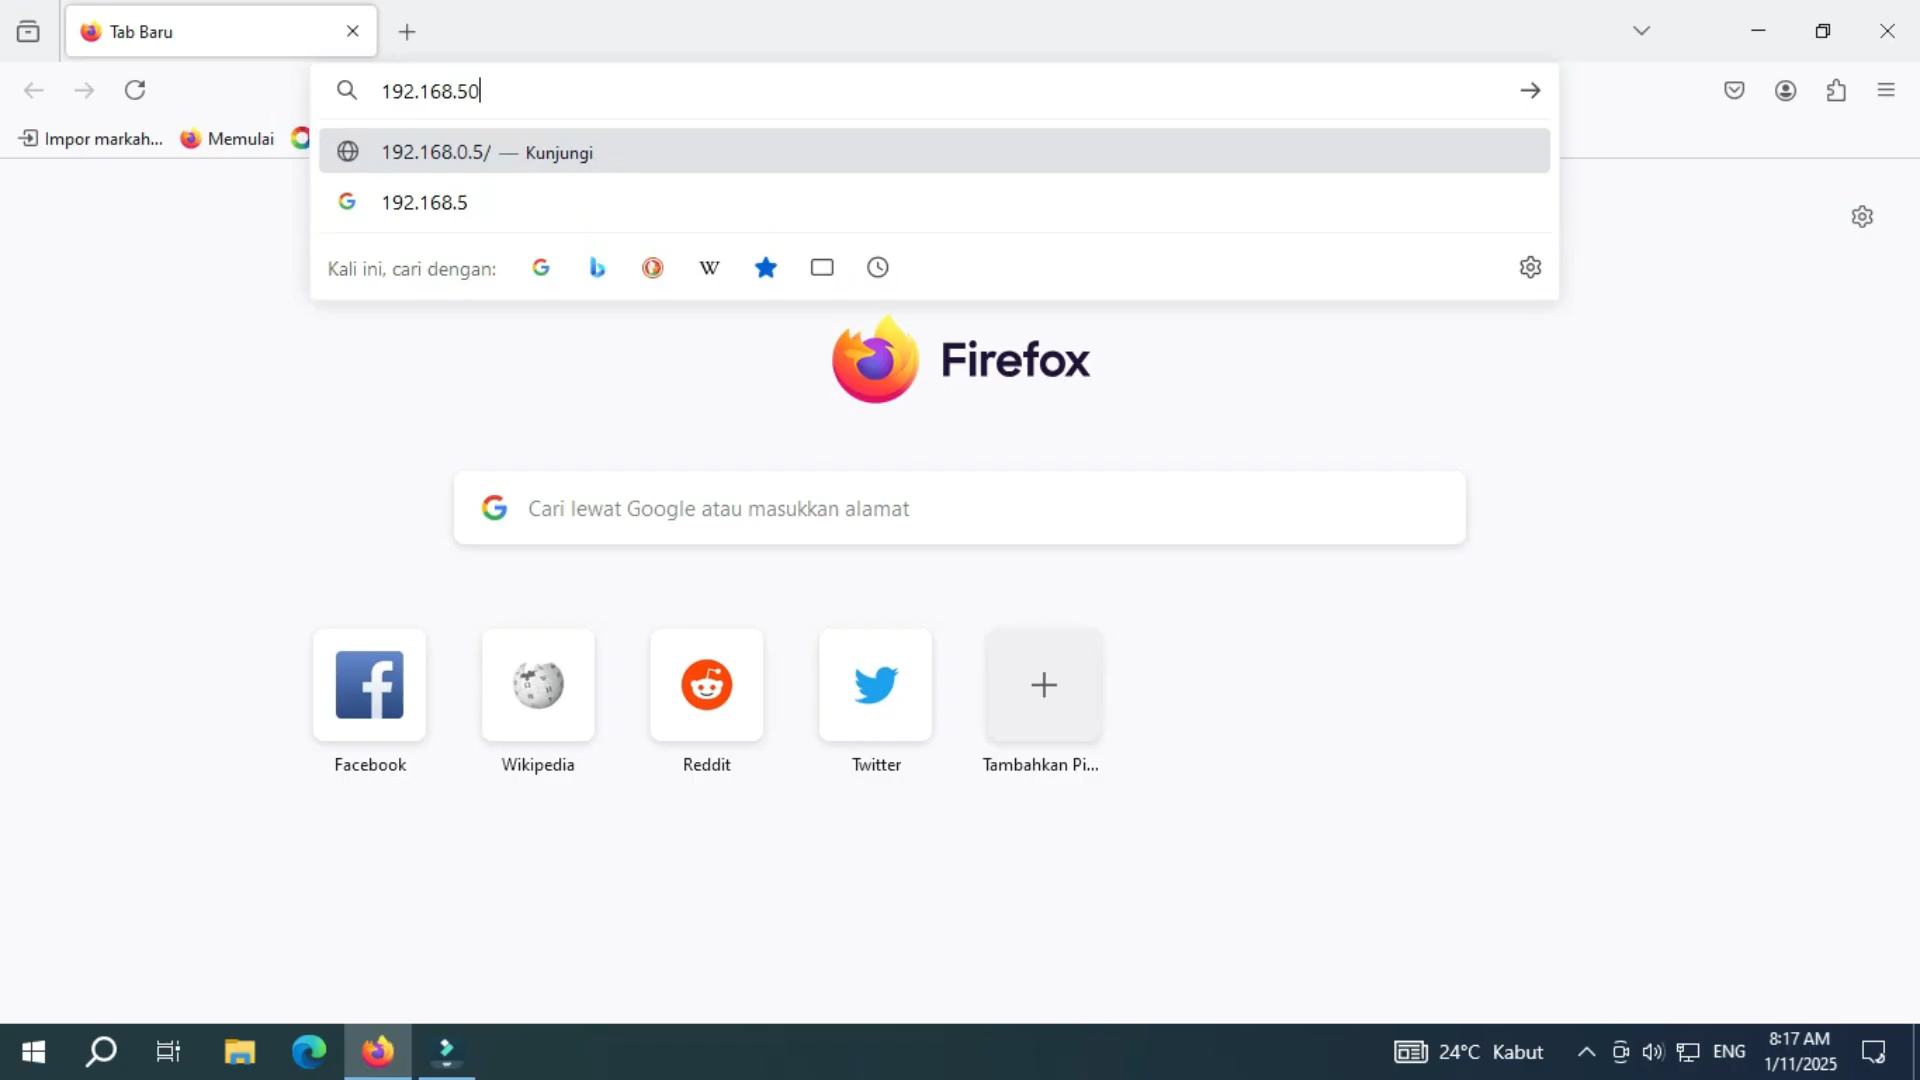 Tab Baru
192.168.50
Impor markah...
Memulai
192.168.0.5/ — Kunjungi
192.168.5
Kali ini, cari dengan:
Firefox
Cari lewat Google atau masukkan alamat
Facebook
Wikipedia
Reddit
Twitter
Tambahkan Pi...
24°C Kabut
ENG
8:17 AM
1/11/2025